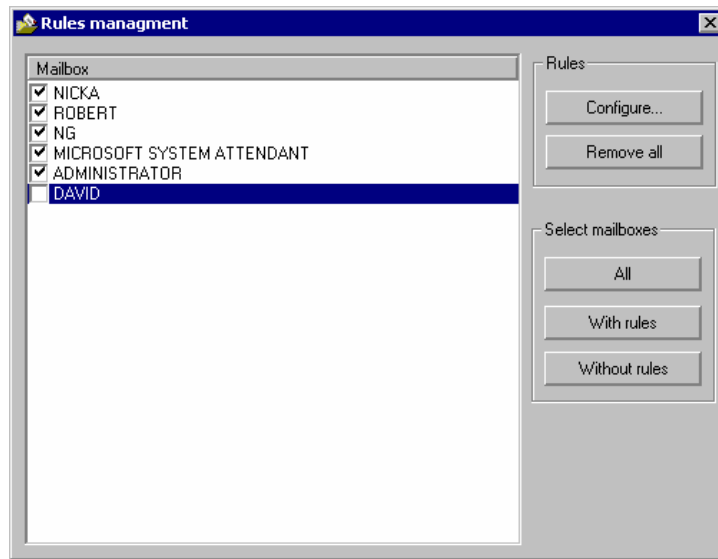 Rules managment
Mailbox
NICKA
ROBERT
NG
MICROSOFT SYSTEM ATTENDANT
ADMINISTRATOR
DAVID
Rules
Configure...
Remove all
Select mailboxes
All
With rules
Without rules